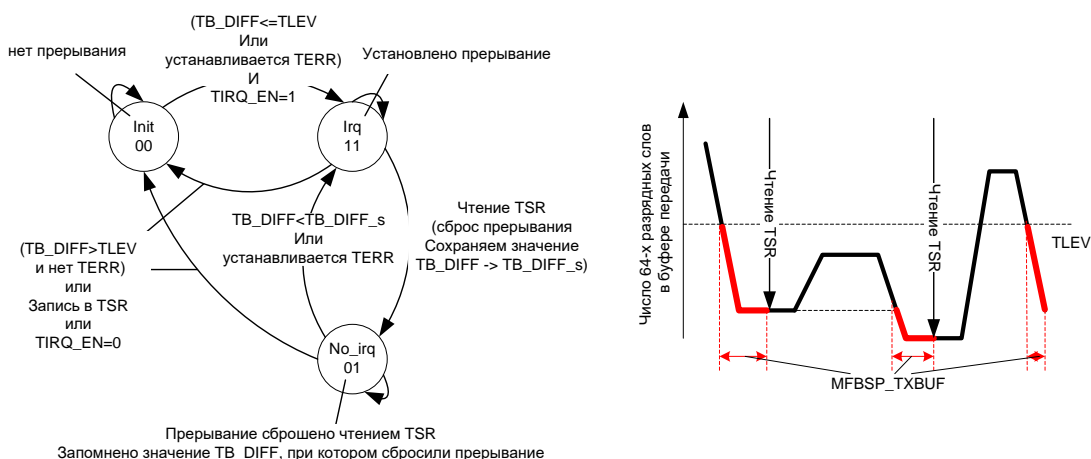 (TB_DIFF<=TLEV
Или
устанавливается TERR)
И
TIRQ_EN=1
нет прерывания
Установлено прерывание
Init
00
Irq
11
TB_DIFF<TB_DIFF_s
Или
устанавливается TERR
Чтение TSR
(сброс прерывания
Сохраняем значение
TB_DIFF -> TB_DIFF_s)
(TB_DIFF>TLEV
и нет TERR)
или
Запись в TSR
или
TIRQ_EN=0
No_irq
01
Прерывание сброшено чтением TSR
Запомнено значение TB_DIFF, при котором сбросили прерывание
Число 64-х разрядных слов
в буфере передачи
Чтение TSR
Чтение TSR
TLEV
MFBSP_TXBUF